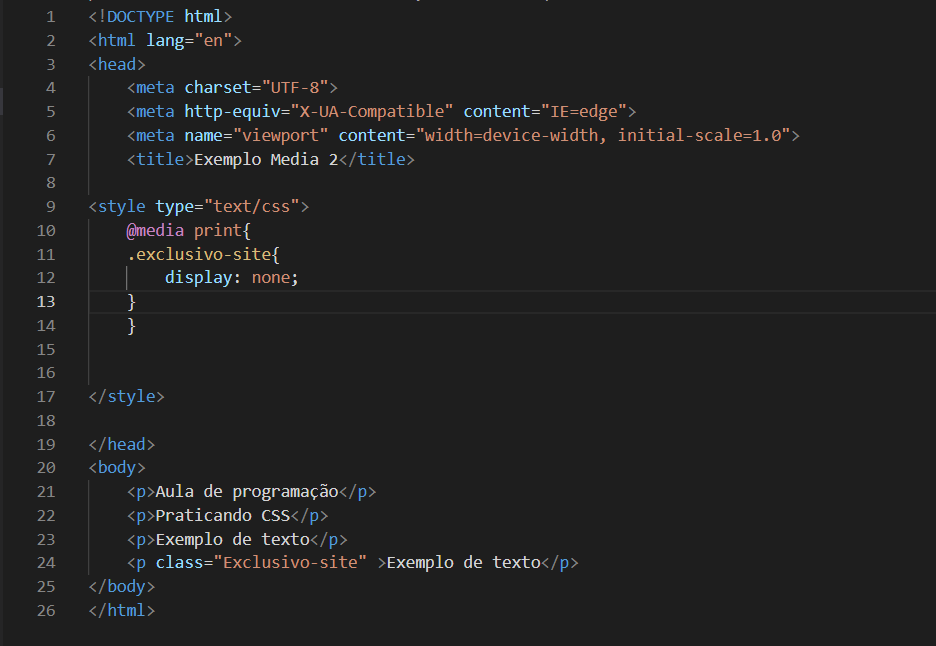 1 <!DOCTYPE html>
2 <html lang="en">
3 <head>
4 <meta charset="UTF-8">
5 <meta http-equiv="X-UA-Compatible" content="IE=edge">
6 <meta name="viewport" content="width=device-width, initial-scale=1.0">
7 <title>Exemplo Media 2</title>
8
9 <style type="text/css">
10 @media print{
11 .exclusivo-site{
12 display: none;
13 }
14 }
15
16
17 </style>
18
19 </head>
20 <body>
21 <p>Aula de programação</p>
22 <p>Praticando CSS</p>
23 <p>Exemplo de texto</p>
24 <p class="Exclusivo-site" >Exemplo de texto</p>
25 </body>
26 </html>